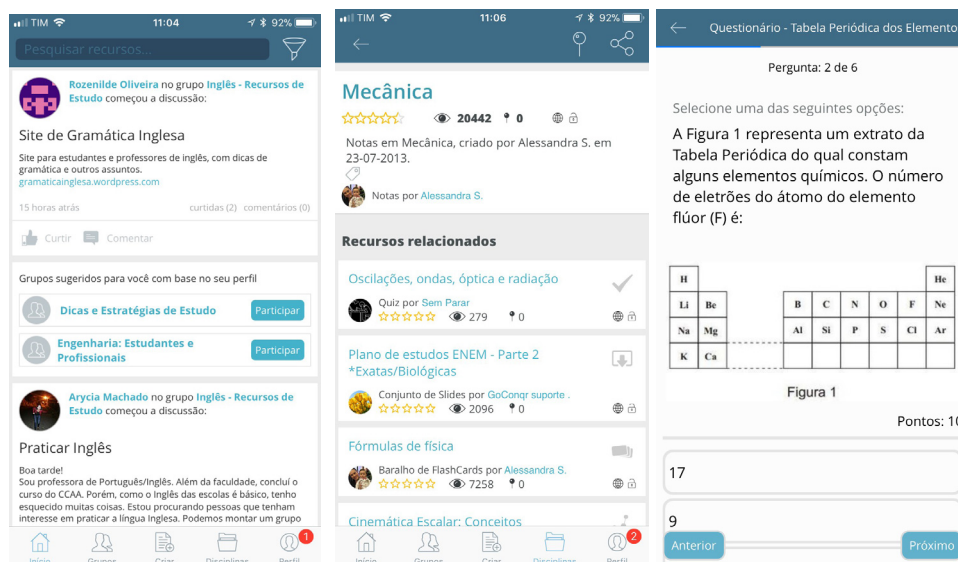 TIM 11:04 92%
Pesquisar recursos...
Rozenilde Oliveira no grupo Inglês - Recursos de
Estudo começou a discussão:
Site de Gramática Inglesa
Site para estudantes e professores de inglês, com dicas de
gramática e outros assuntos.
gramaticainglesa.wordpress.com
15 horas atrás curtidas (2) comentários (0)
Curtir Comentar
Grupos sugeridos para você com base no seu perfil
Dicas e Estratégias de Estudo Participar
Engenharia: Estudantes e
Profissionais Participar
Arycia Machado no grupo Inglês - Recursos de
Estudo começou a discussão:
Praticar Inglês
Boa tarde!
Sou professora de Português/Inglês. Além da faculdade, concluí o
curso do CCAA. Porém, como o Inglês das escolas é básico, tenho
esquecido muitas coisas. Estou procurando pessoas que tenham
interesse em praticar a língua Inglesa. Podemos montar um grupo
1
Início Grupos Criar Disciplinas Perfil
TIM 11:06 92%
Mecânica
20442 0
Notas em Mecânica, criado por Alessandra S. em
23-07-2013.
Notas por Alessandra S.
Recursos relacionados
Oscilações, ondas, óptica e radiação
Quiz por Sem Parar
279 0
Plano de estudos ENEM - Parte 2
*Exatas/Biológicas
Conjunto de Slides por GoConqr suporte .
2096 0
Fórmulas de física
Baralho de FlashCards por Alessandra S.
7258 0
Cinemática Escalar: Conceitos
2
Início Grupos Criar Disciplinas Perfil
Questionário - Tabela Periódica dos Elemento
Pergunta: 2 de 6
Selecione uma das seguintes opções:
A Figura 1 representa um extrato da
Tabela Periódica do qual constam
alguns elementos químicos. O número
de eletrões do átomo do elemento
flúor (F) é:
H He
Li Be B C N O F Ne
Na Mg Al Si P S Cl Ar
K Ca
Figura 1
Pontos: 10
17
9
Anterior Próximo